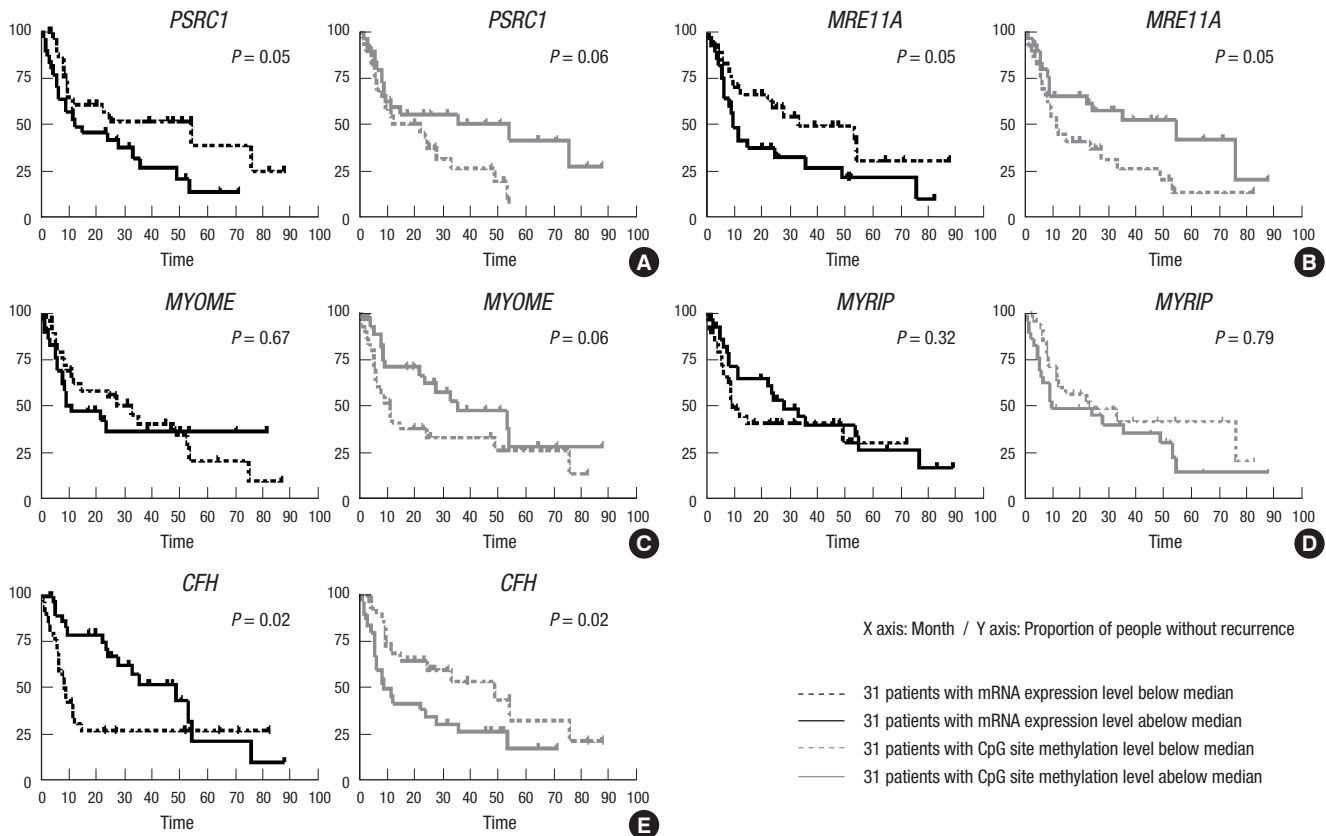 PSRC1
P = 0.05
100
75
50
25
0
0 10 20 30 40 50 60 70 80 90 100
Time
PSRC1
P = 0.06
100
75
50
25
0
0 10 20 30 40 50 60 70 80 90 100
Time
A
MRE11A
P = 0.05
100
75
50
25
0
0 10 20 30 40 50 60 70 80 90 100
Time
MRE11A
P = 0.05
100
75
50
25
0
0 10 20 30 40 50 60 70 80 90 100
Time
B
MYOME
P = 0.67
100
75
50
25
0
0 10 20 30 40 50 60 70 80 90 100
Time
MYOME
P = 0.06
100
75
50
25
0
0 10 20 30 40 50 60 70 80 90 100
Time
C
MYRIP
P = 0.32
100
75
50
25
0
0 10 20 30 40 50 60 70 80 90 100
Time
MYRIP
P = 0.79
100
75
50
25
0
0 10 20 30 40 50 60 70 80 90 100
Time
D
CFH
P = 0.02
100
75
50
25
0
0 10 20 30 40 50 60 70 80 90 100
Time
CFH
P = 0.02
100
75
50
25
0
0 10 20 30 40 50 60 70 80 90 100
Time
E
X axis: Month / Y axis: Proportion of people without recurrence
31 patients with mRNA expression level below median
31 patients with mRNA expression level abelow median
31 patients with CpG site methylation level below median
31 patients with CpG site methylation level abelow median